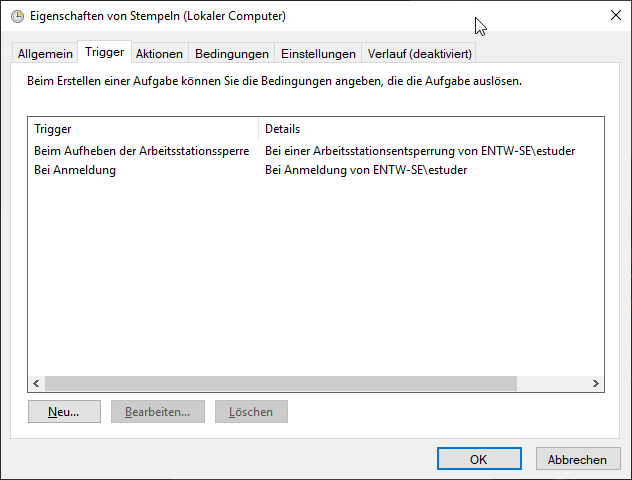 Eigenschaften von Stempeln (Lokaler Computer)
Allgemein Trigger Aktionen Bedingungen Einstellungen Verlauf (deaktiviert)
Beim Erstellen einer Aufgabe können Sie die Bedingungen angeben, die die Aufgabe auslösen.
Trigger Details
Beim Aufheben der Arbeitsstationssperre Bei einer Arbeitsstationsentsperrung von ENTW-SE\estuder
Bei Anmeldung Bei Anmeldung von ENTW-SE\estuder
Neu... Bearbeiten... Löschen
OK Abbrechen